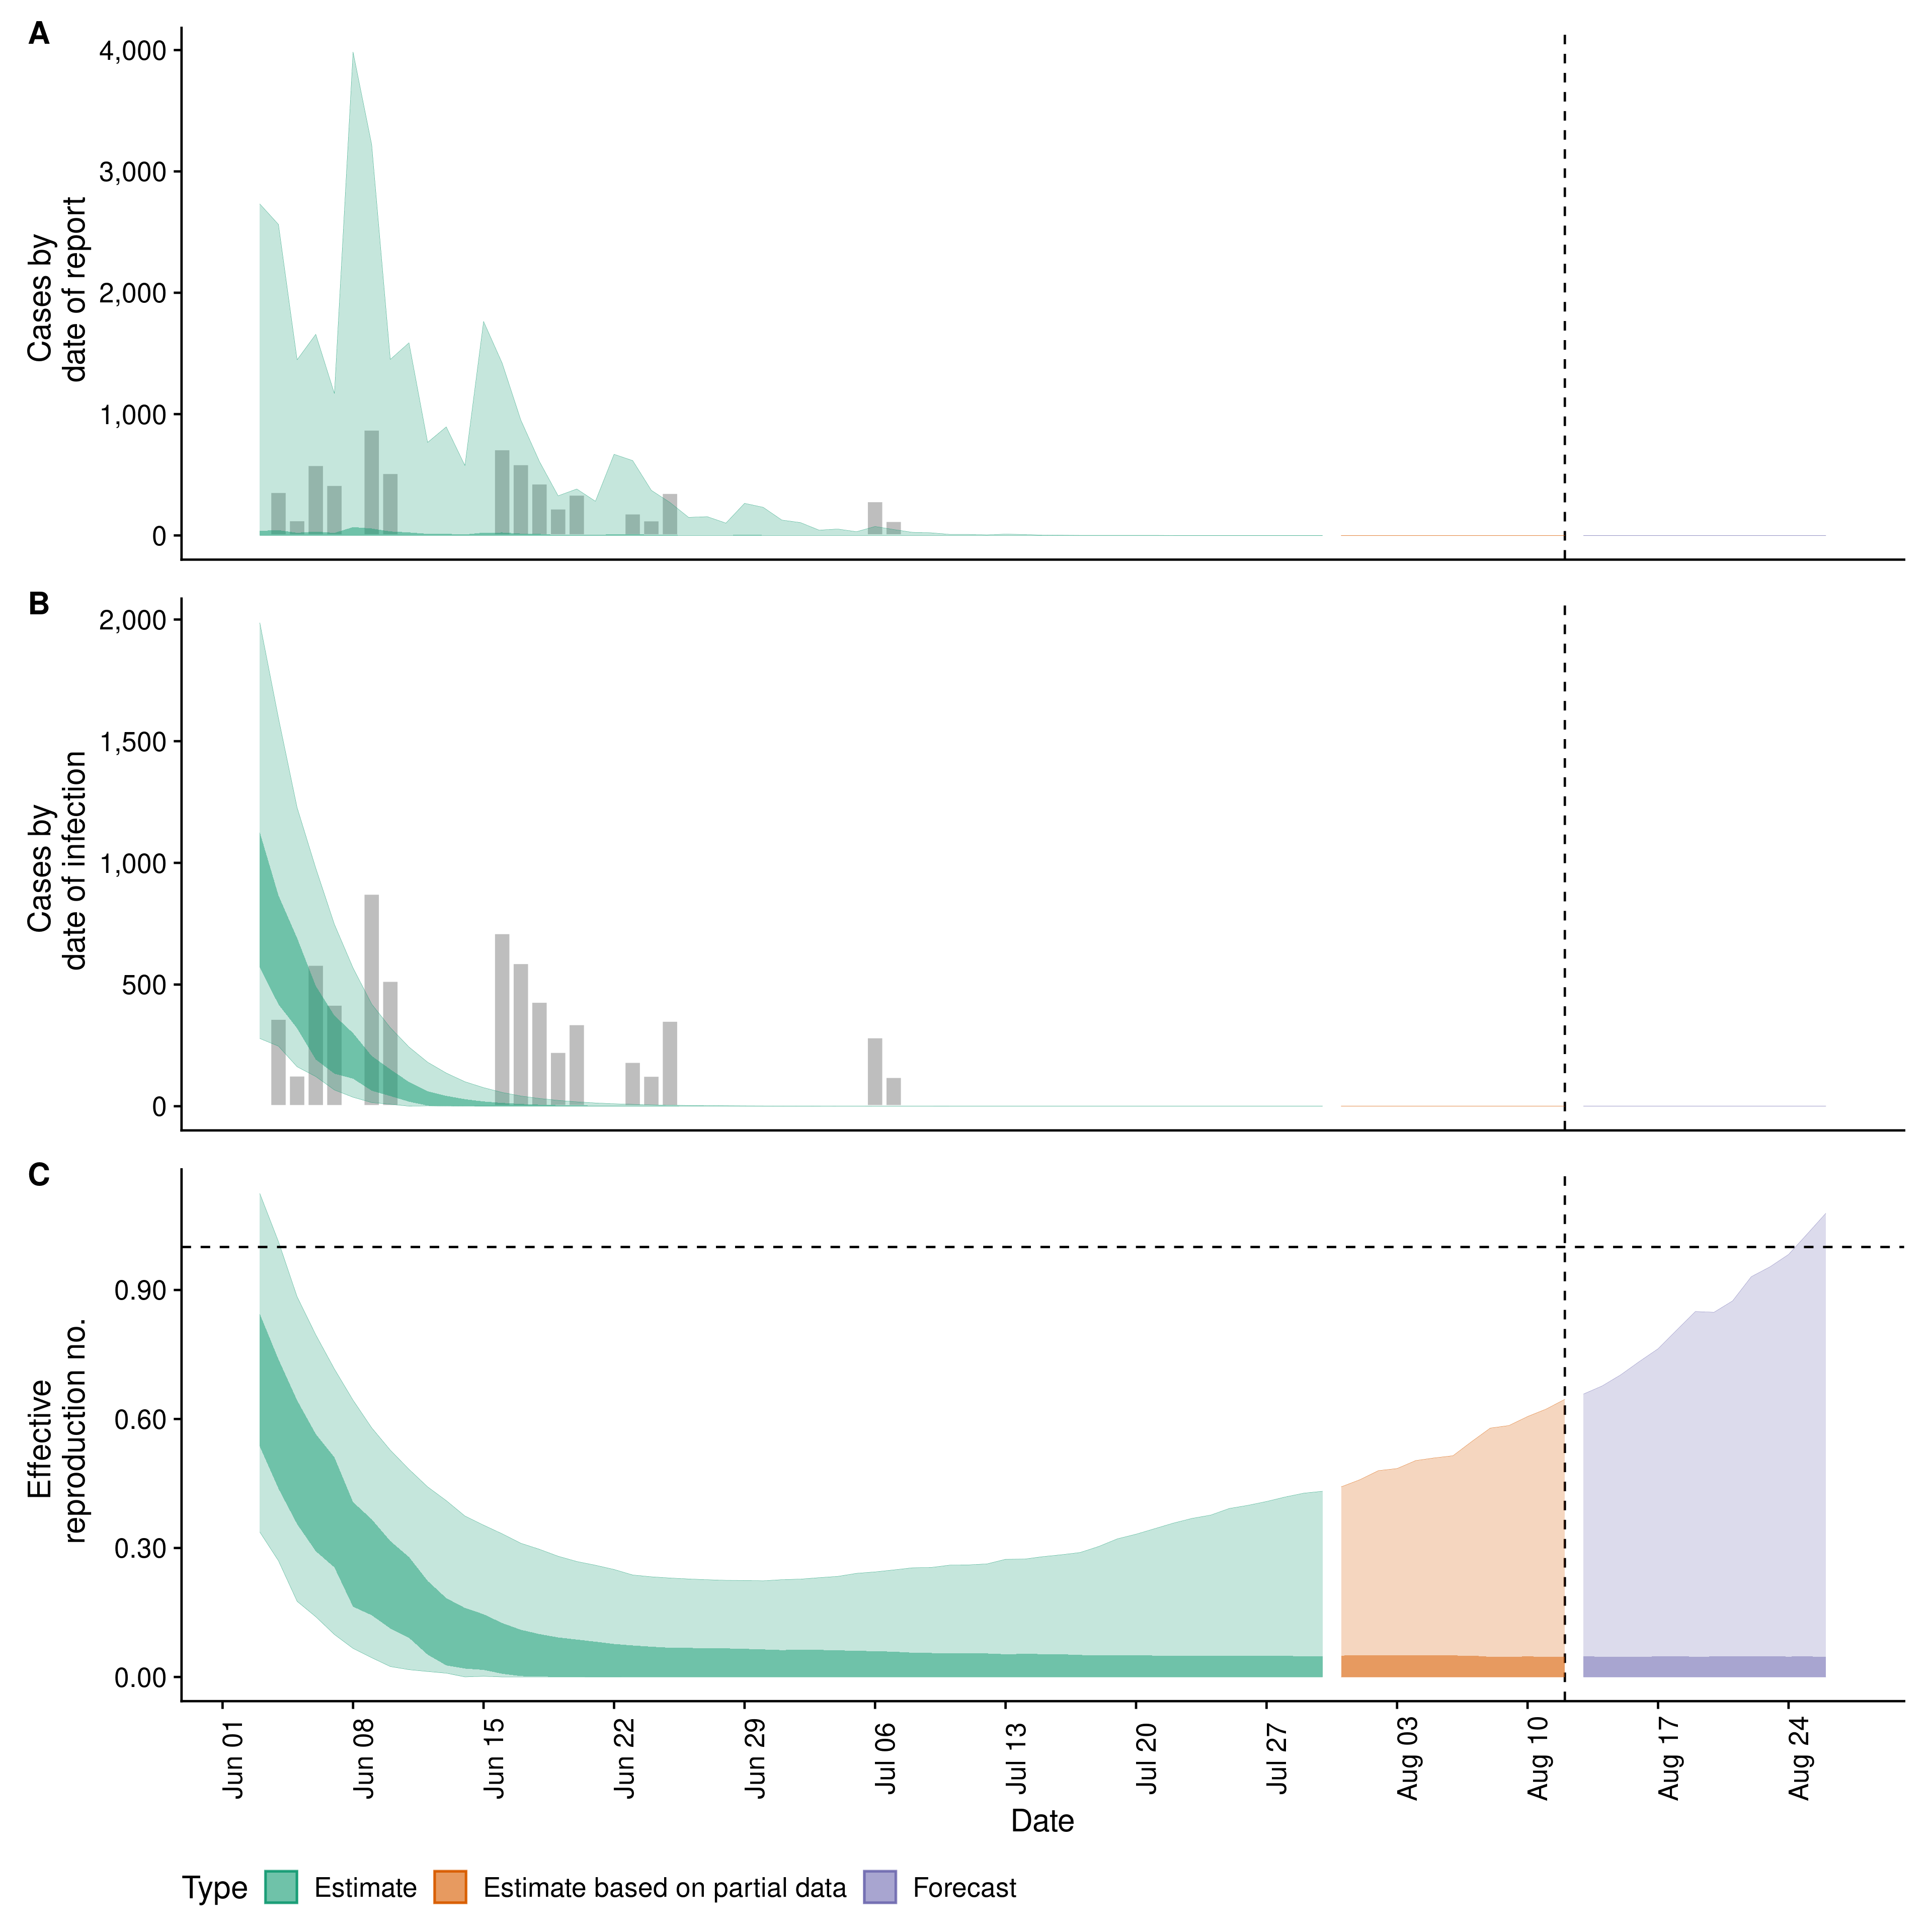 A
4,000
3,000
2,000
1,000
0
Cases by
date of report
B
2,000
1,500
1,000
500
0
Cases by
date of infection
C
0.90
0.60
0.30
0.00
Effective
reproduction no.
Jun 01
Jun 08
Jun 15
Jun 22
Jun 29
Jul 06
Jul 13
Jul 20
Jul 27
Aug 03
Aug 10
Aug 17
Aug 24
Date
Type Estimate Estimate based on partial data Forecast